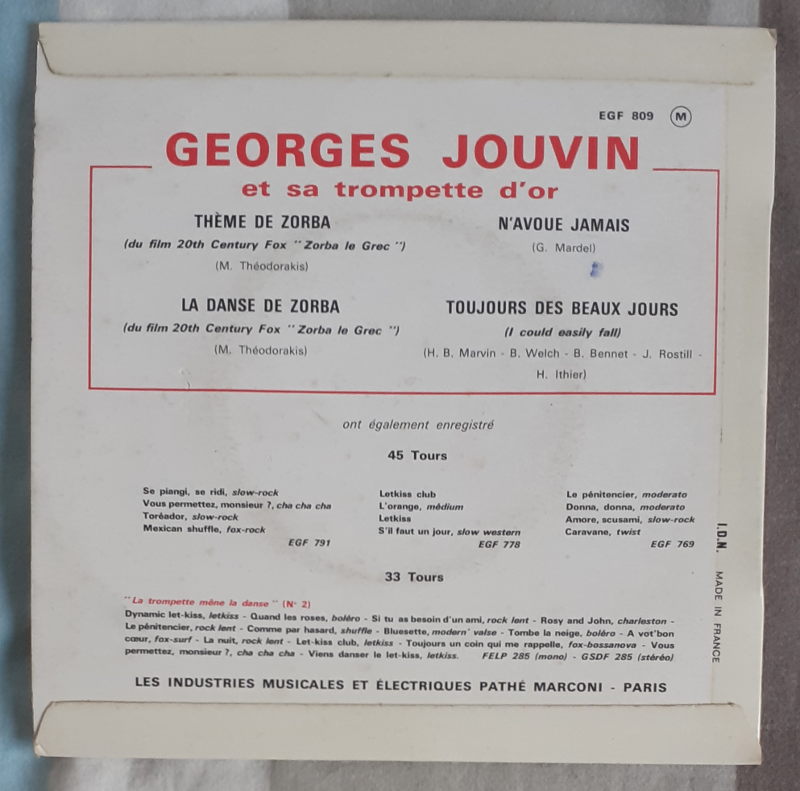 EGF 809 M
GEORGES JOUVIN
et sa trompette d'or
THÈME DE ZORBA
(du film 20th Century Fox "Zorba le Grec")
(M. Théodorakis)
N'AVOUE JAMAIS
(G. Mardel)
LA DANSE DE ZORBA
(du film 20th Century Fox "Zorba le Grec")
(M. Théodorakis)
TOUJOURS DES BEAUX JOURS
(I could easily fall)
(H. B. Marvin - B. Welch - B. Bennet - J. Rostill -
H. Ithier)
ont également enregistré
45 Tours
Se piangi, se ridi, slow-rock
Vous permettez, monsieur ?, cha cha cha
Toréador, slow-rock
Mexican shuffle, fox-rock
EGF 791
Letkiss club
L'orange, médium
Letkiss
S'il faut un jour, slow western
EGF 778
Le pénitencier, moderato
Donna, donna, moderato
Amore, scusami, slow-rock
Caravane, twist
EGF 769
33 Tours
"La trompette mène la danse" (N° 2)
Dynamic let-kiss, letkiss - Quand les roses, boléro - Si tu as besoin d'un ami, rock lent - Rosy and John, charleston -
Le pénitencier, rock lent - Comme par hasard, shuffle - Bluesette, modern' valse - Tombe la neige, boléro - A vot'bon
cœur, fox-surf - La nuit, rock lent - Let-kiss club, letkiss - Toujours un coin qui me rappelle, fox-bossanova - Vous
permettez, monsieur ?, cha cha cha - Viens danser le let-kiss, letkiss. FELP 285 (mono) - GSDF 285 (stéréo)
LES INDUSTRIES MUSICALES ET ÉLECTRIQUES PATHÉ MARCONI - PARIS
I.D.N. MADE IN FRANCE